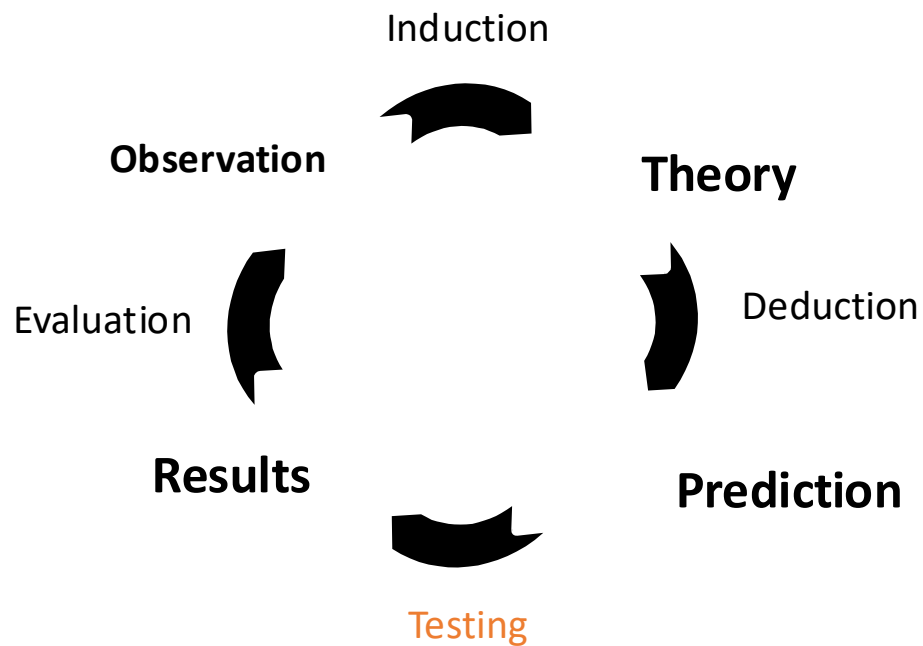 Induction
Observation
Theory
Evaluation
Deduction
Results
Prediction
Testing